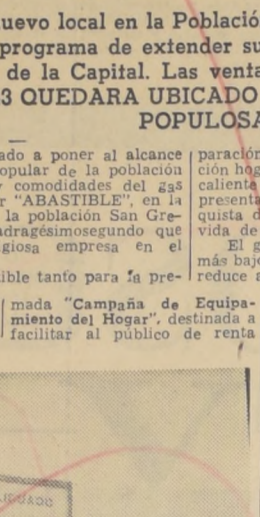 uevo local en la Població
programa de extender su
de la Capital. Las venta
3 QUEDARA UBICADO
POPULOSA
ado a poner al alcance
opular de la población
y comodidades del gas
r "ABASTIBLE", en la
la población San Gre-
adragésimosegundo que
giosa empresa en el
ible tanto para la pre-
paración
ción hog
caliente
presenta
quista d
vida de
El g
más bajo
reduce a
mada "Campaña de Equipa-
miento del Hogar", destinada a
facilitar al público de renta